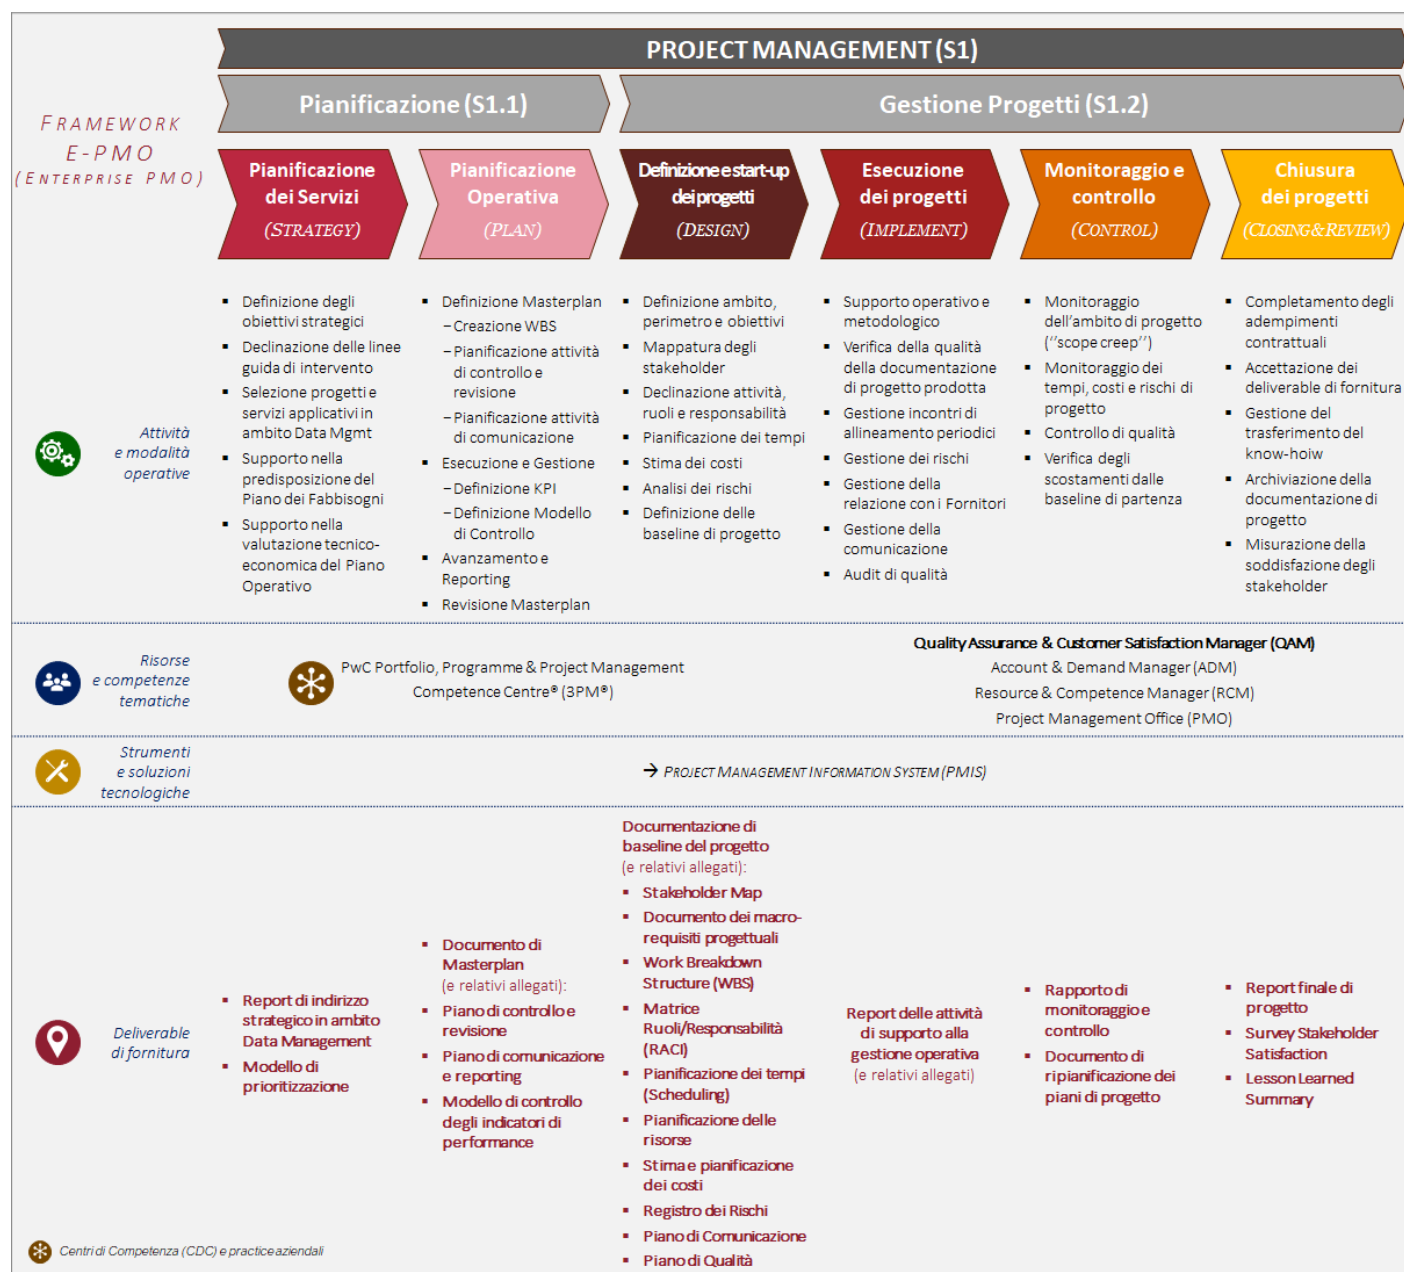 PROJECT MANAGEMENT (S1)
Pianificazione (S1.1)
Gestione Progetti (S1.2)
FRAMEWORK
E-PMO
(ENTERPRISE PMO)
Pianificazione
dei Servizi
(STRATEGY)
Pianificazione
Operativa
(PLAN)
Definizione e start-up
dei progetti
(DESIGN)
Esecuzione
dei progetti
(IMPLEMENT)
Monitoraggio e
controllo
(CONTROL)
Chiusura
dei progetti
(CLOSING & REVIEW)
Attività
e modalità
operative
▪ Definizione degli
obiettivi strategici
▪ Declinazione delle linee
guida di intervento
▪ Selezione progetti e
servizi applicativi in
ambito Data Mgmt
▪ Supporto nella
predisposizione del
Piano dei Fabbisogni
▪ Supporto nella
valutazione tecnico-
economica del Piano
Operativo
▪ Definizione Masterplan
– Creazione WBS
– Pianificazione attività
di controllo e
revisione
– Pianificazione attività
di comunicazione
▪ Esecuzione e Gestione
– Definizione KPI
– Definizione Modello
di Controllo
▪ Avanzamento e
Reporting
▪ Revisione Masterplan
▪ Definizione ambito,
perimetro e obiettivi
▪ Mappatura degli
stakeholder
▪ Declinazione attività,
ruoli e responsabilità
▪ Pianificazione dei tempi
▪ Stima dei costi
▪ Analisi dei rischi
▪ Definizione delle
baseline di progetto
▪ Supporto operativo e
metodologico
▪ Verifica della qualità
della documentazione
di progetto prodotta
▪ Gestione incontri di
allineamento periodici
▪ Gestione dei rischi
▪ Gestione della
relazione con i Fornitori
▪ Gestione della
comunicazione
▪ Audit di qualità
▪ Monitoraggio
dell'ambito di progetto
(''scope creep'')
▪ Monitoraggio dei
tempi, costi e rischi di
progetto
▪ Controllo di qualità
▪ Verifica degli
scostamenti dalle
baseline di partenza
▪ Completamento degli
adempimenti
contrattuali
▪ Accettazione dei
deliverable di fornitura
▪ Gestione del
trasferimento del
know-hoiw
▪ Archiviazione della
documentazione di
progetto
▪ Misurazione della
soddisfazione degli
stakeholder
Risorse
e competenze
tematiche
PwC Portfolio, Programme & Project Management
Competence Centre® (3PM®)
Quality Assurance & Customer Satisfaction Manager (QAM)
Account & Demand Manager (ADM)
Resource & Competence Manager (RCM)
Project Management Office (PMO)
Strumenti
e soluzioni
tecnologiche
→ PROJECT MANAGEMENT INFORMATION SYSTEM (PMIS)
Deliverable
di fornitura
▪ Report di indirizzo
strategico in ambito
Data Management
▪ Modello di
prioritizzazione
▪ Documento di
Masterplan
(e relativi allegati):
▪ Piano di controllo e
revisione
▪ Piano di comunicazione
e reporting
▪ Modello di controllo
degli indicatori di
performance
Documentazione di
baseline del progetto
(e relativi allegati):
▪ Stakeholder Map
▪ Documento dei macro-
requisiti progettuali
▪ Work Breakdown
Structure (WBS)
▪ Matrice
Ruoli/Responsabilità
(RACI)
▪ Pianificazione dei tempi
(Scheduling)
▪ Pianificazione delle
risorse
▪ Stima e pianificazione
dei costi
▪ Registro dei Rischi
▪ Piano di Comunicazione
▪ Piano di Qualità
Report delle attività
di supporto alla
gestione operativa
(e relativi allegati)
▪ Rapporto di
monitoraggio e
controllo
▪ Documento di
ripianificazione dei
piani di progetto
▪ Report finale di
progetto
▪ Survey Stakeholder
Satisfaction
▪ Lesson Learned
Summary
Centri di Competenza (CDC) e practice aziendali